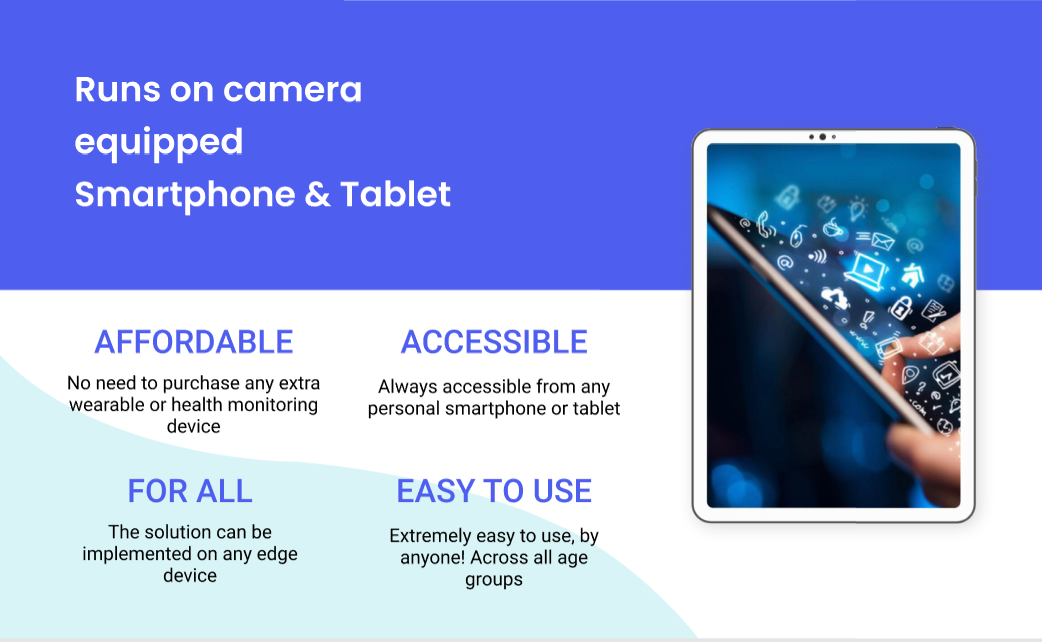 Runs on camera
equipped
Smartphone & Tablet
AFFORDABLE
No need to purchase any extra
wearable or health monitoring
device
ACCESSIBLE
Always accessible from any
personal smartphone or tablet
FOR ALL
The solution can be
implemented on any edge
device
EASY TO USE
Extremely easy to use, by
anyone! Across all age
groups